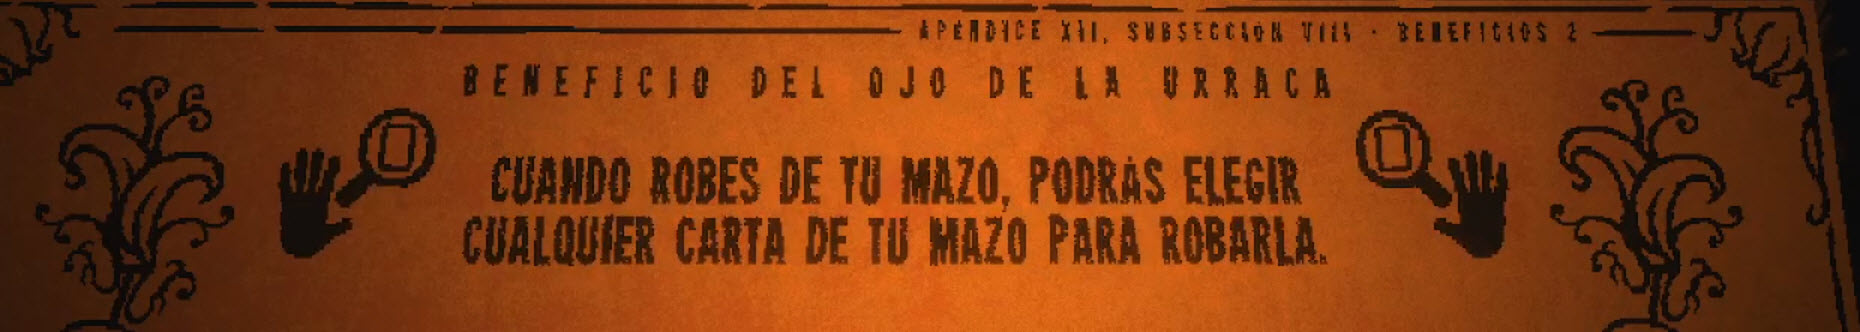 APÉNDICE XII, SUBSECCIÓN VIII - BENEFICIOS 2
BENEFICIO DEL OJO DE LA URRACA
CUANDO ROBES DE TU MAZO, PODRÁS ELEGIR
CUALQUIER CARTA DE TU MAZO PARA ROBARLA.